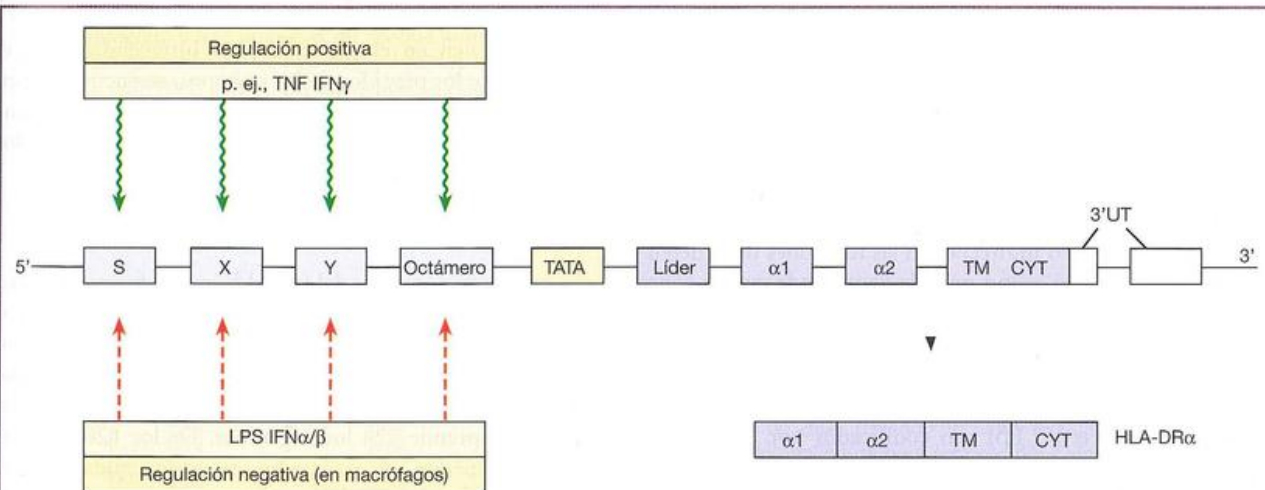 Regulación positiva
p. ej., TNF IFNγ
3'UT
5' S X Y Octámero TATA Líder α1 α2 TM CYT 3'
LPS IFNα/β
Regulación negativa (en macrófagos)
α1 α2 TM CYT HLA-DRα